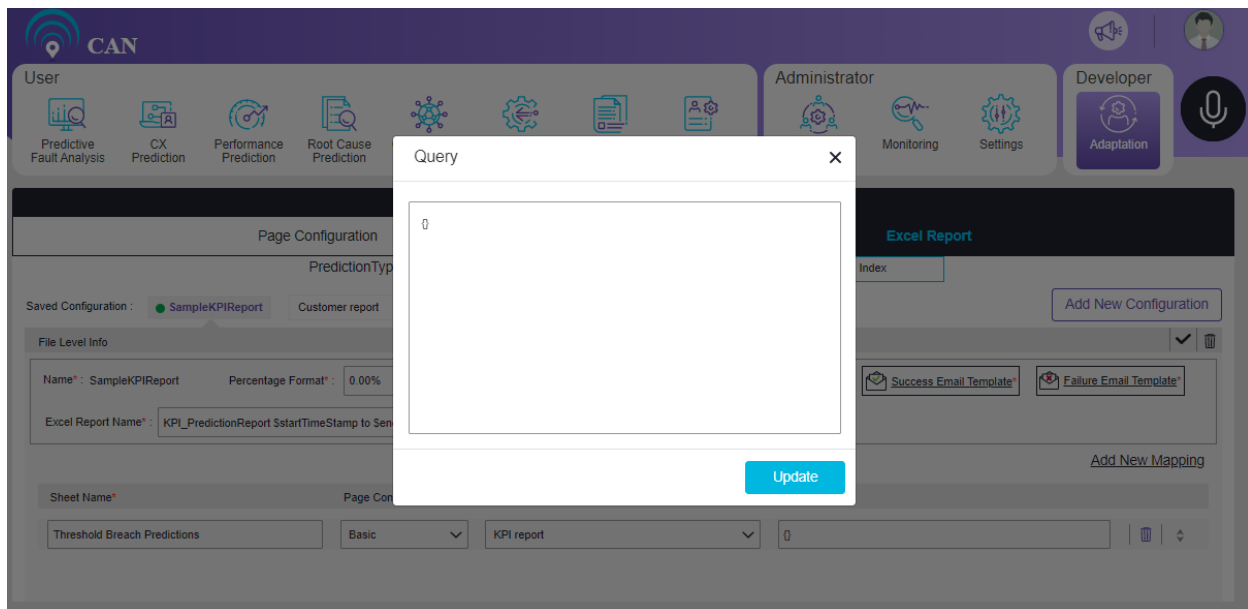 CAN
User
Administrator
Developer
Predictive
Fault Analysis
CX
Prediction
Performance
Prediction
Root Cause
Prediction
Monitoring
Settings
Adaptation
Query
{}
Update
Page Configuration
Excel Report
PredictionTyp
Index
Saved Configuration :
SampleKPIReport
Customer report
Add New Configuration
File Level Info
Name* : SampleKPIReport
Percentage Format* :
0.00%
Success Email Template*
Failure Email Template*
Excel Report Name* :
KPI_PredictionReport $startTimeStamp to $en
Add New Mapping
Sheet Name*
Page Con
Threshold Breach Predictions
Basic
KPI report
{}